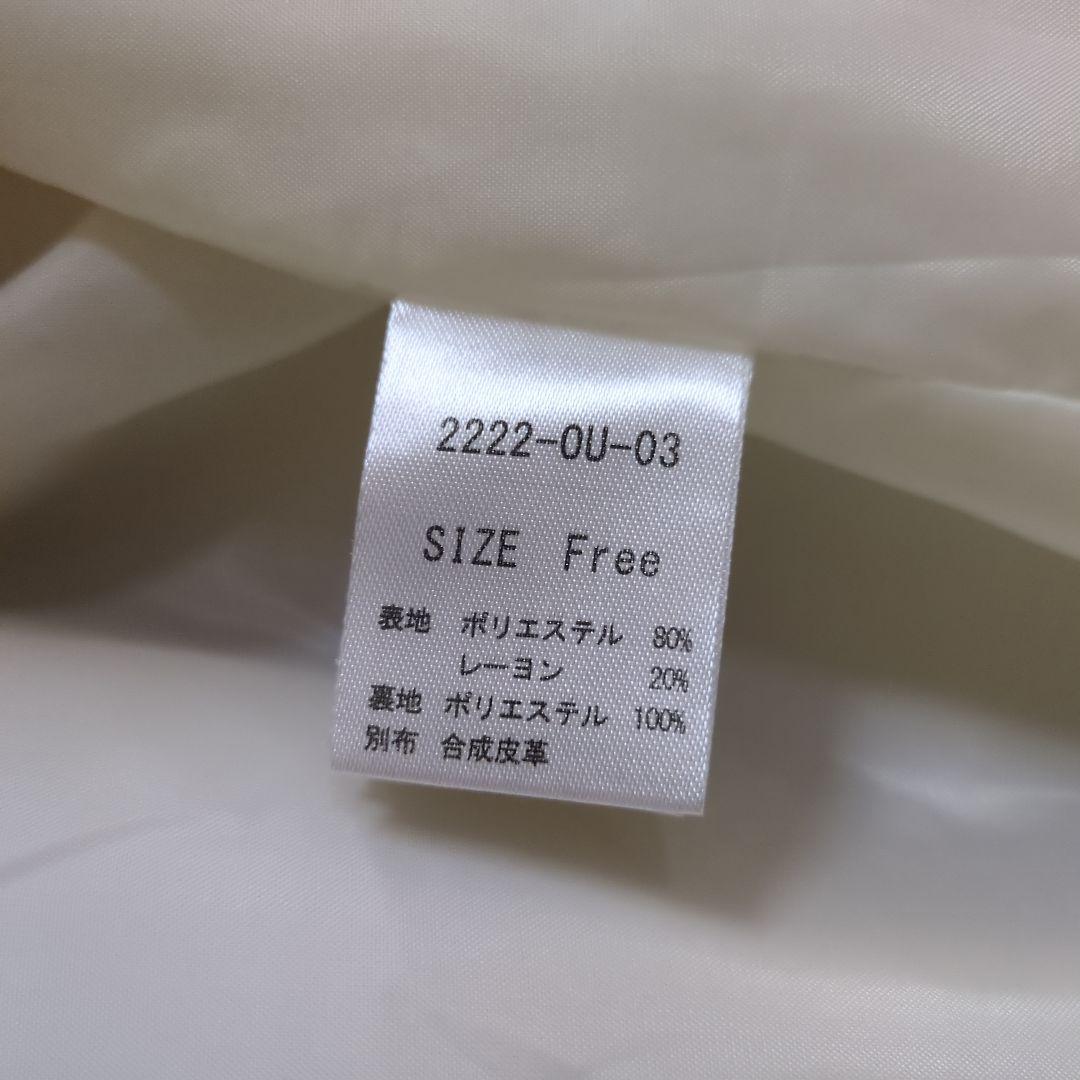 2222-OU-03
SIZE Free
表地 ポリエステル 80%
レーヨン 20%
裏地 ポリエステル 100%
別布 合成皮革